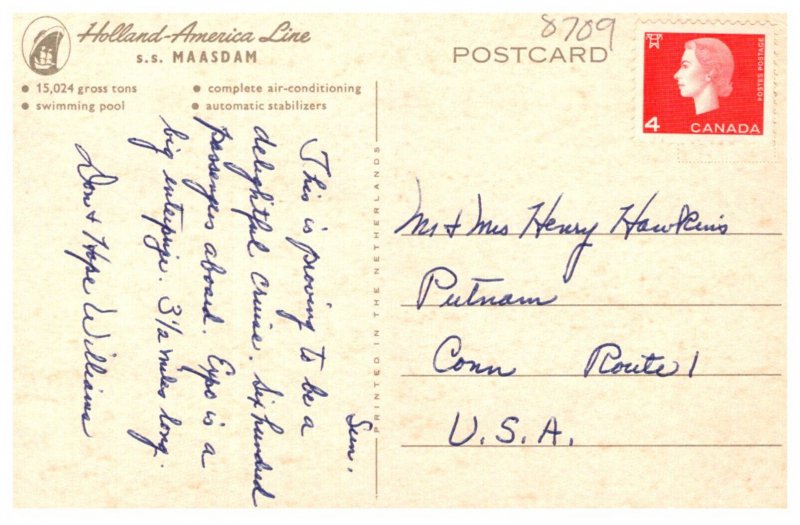 Holland-America Line
s.s. MAASDAM
• 15,024 gross tons
• complete air-conditioning
• swimming pool
• automatic stabilizers
Sun.
This is proving to be a
delightful cruise. Six hundred
passengers aboard. Expo is a
big enterprize. 3½ miles long.
Don & Hope Williams
PRINTED IN THE NETHERLANDS
8709
POSTCARD
4
CANADA
POSTES POSTAGE
Mr & Mrs Henry Hawkins
Putnam
Conn Route 1
U.S.A.